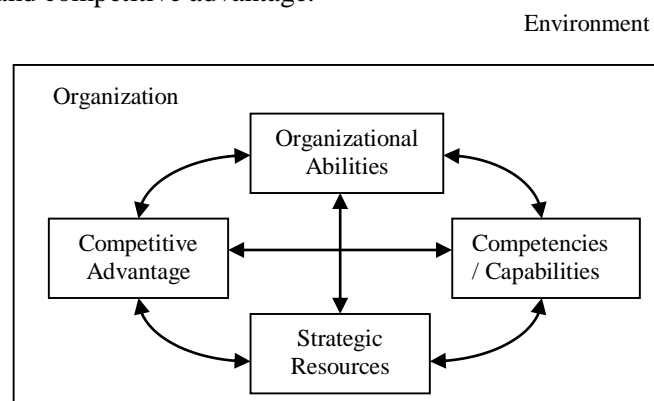 and competitive advantage.
Environment
Organization
Organizational
Abilities
Competitive
Advantage
Competencies
/ Capabilities
Strategic
Resources